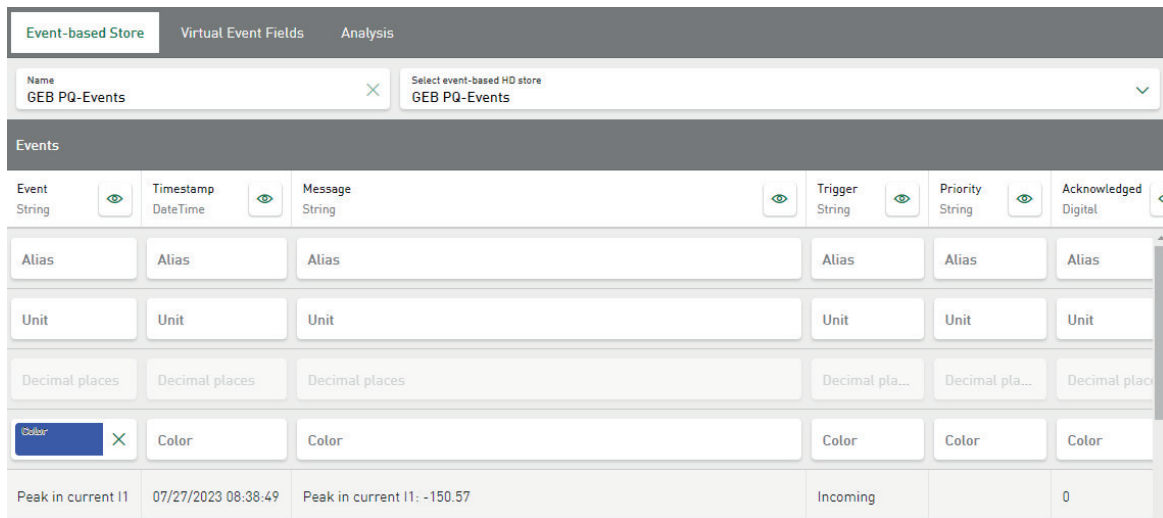 Event-based Store Virtual Event Fields Analysis
Name Select event-based HD store
GEB PQ-Events GEB PQ-Events
Events
Event Timestamp Message Trigger Priority Acknowledged
String DateTime String String String Digital
Alias Alias Alias Alias Alias Alias
Unit Unit Unit Unit Unit Unit
Decimal places Decimal places Decimal places Decimal pla... Decimal pla... Decimal plac
Color Color Color Color Color Color
Peak in current I1 07/27/2023 08:38:49 Peak in current I1: -150.57 Incoming 0